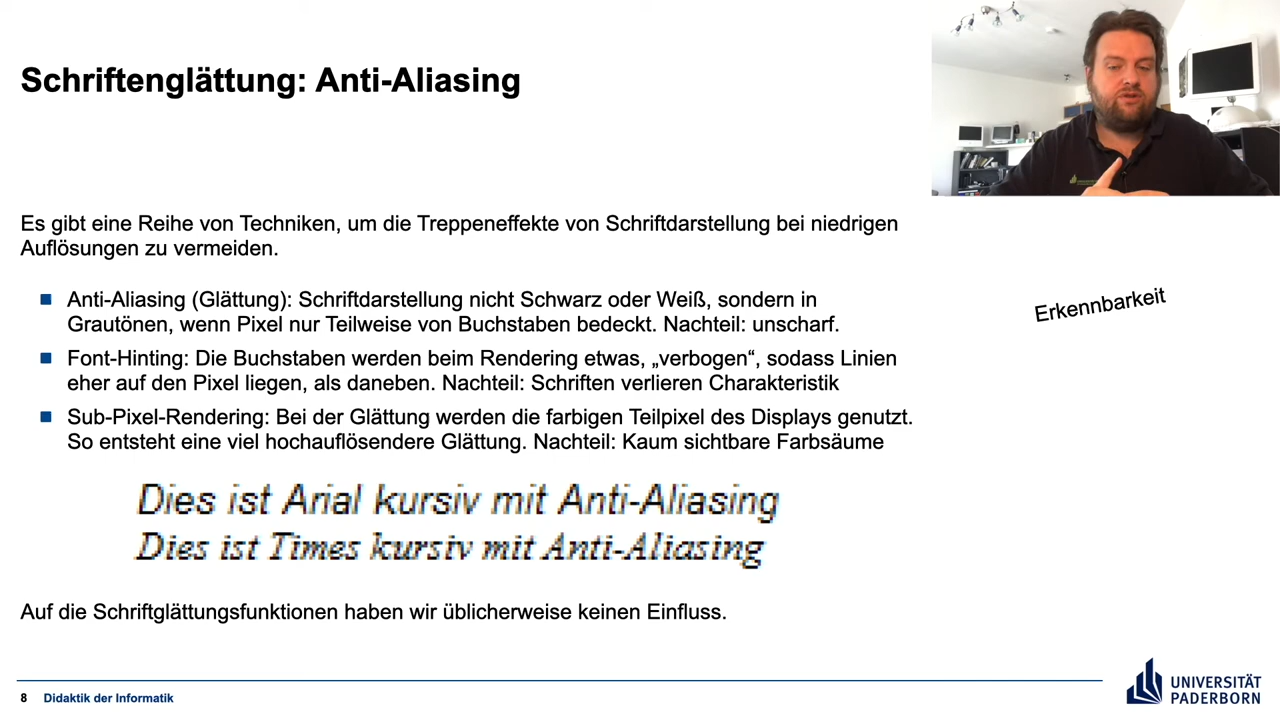 Schriftenglättung: Anti-Aliasing
Es gibt eine Reihe von Techniken, um die Treppeneffekte von Schriftdarstellung bei niedrigen
Auflösungen zu vermeiden.
Anti-Aliasing (Glättung): Schriftdarstellung nicht Schwarz oder Weiß, sondern in
Grautönen, wenn Pixel nur Teilweise von Buchstaben bedeckt. Nachteil: unscharf.
Font-Hinting: Die Buchstaben werden beim Rendering etwas, „verbogen“, sodass Linien
eher auf den Pixel liegen, als daneben. Nachteil: Schriften verlieren Charakteristik
Sub-Pixel-Rendering: Bei der Glättung werden die farbigen Teilpixel des Displays genutzt.
So entsteht eine viel hochauflösendere Glättung. Nachteil: Kaum sichtbare Farbsäume
Erkennbarkeit
Dies ist Arial kursiv mit Anti-Aliasing
Dies ist Times kursiv mit Anti-Aliasing
Auf die Schriftglättungsfunktionen haben wir üblicherweise keinen Einfluss.
8 Didaktik der Informatik
UNIVERSITÄT
PADERBORN